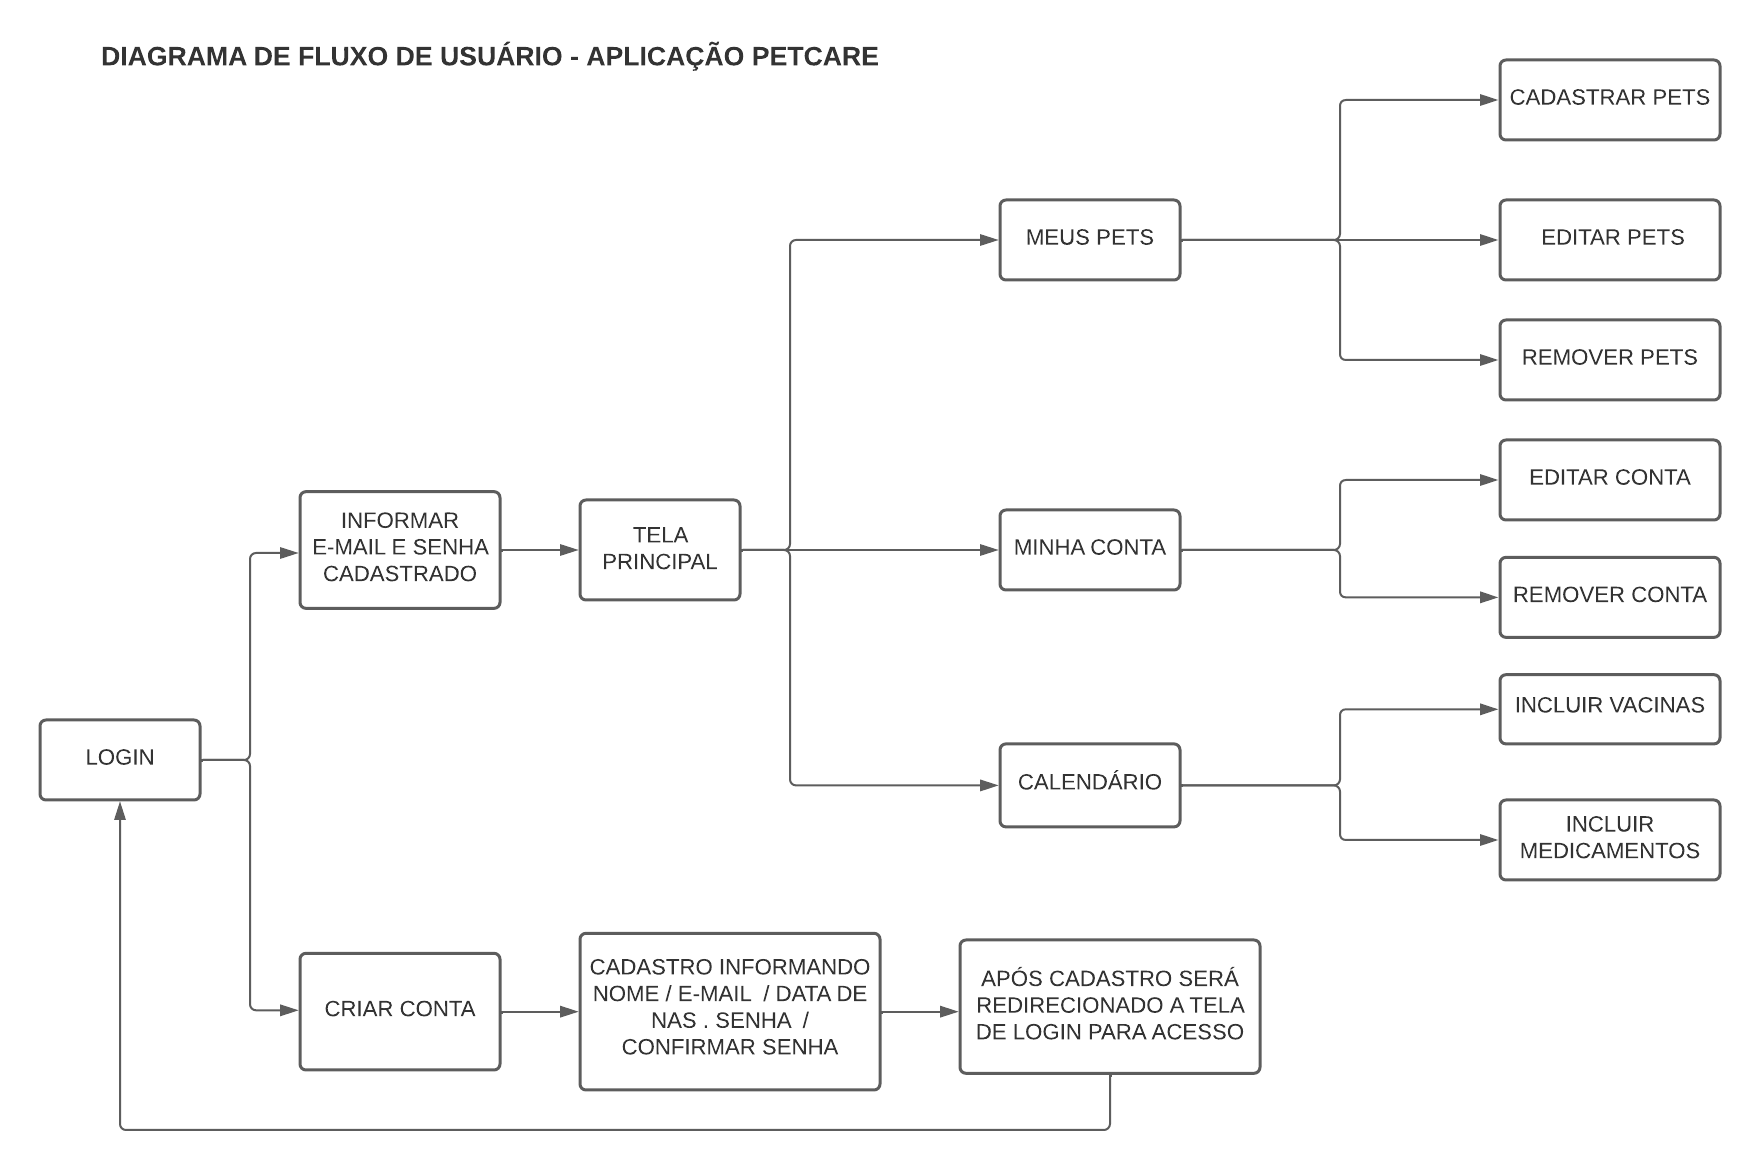 DIAGRAMA DE FLUXO DE USUÁRIO - APLICAÇÃO PETCARE
CADASTRAR PETS
MEUS PETS
EDITAR PETS
REMOVER PETS
EDITAR CONTA
INFORMAR
E-MAIL E SENHA
CADASTRADO
TELA
PRINCIPAL
MINHA CONTA
REMOVER CONTA
INCLUIR VACINAS
LOGIN
CALENDÁRIO
INCLUIR
MEDICAMENTOS
CRIAR CONTA
CADASTRO INFORMANDO
NOME / E-MAIL  / DATA DE
NAS . SENHA  /
CONFIRMAR SENHA
APÓS CADASTRO SERÁ
REDIRECIONADO A TELA
DE LOGIN PARA ACESSO